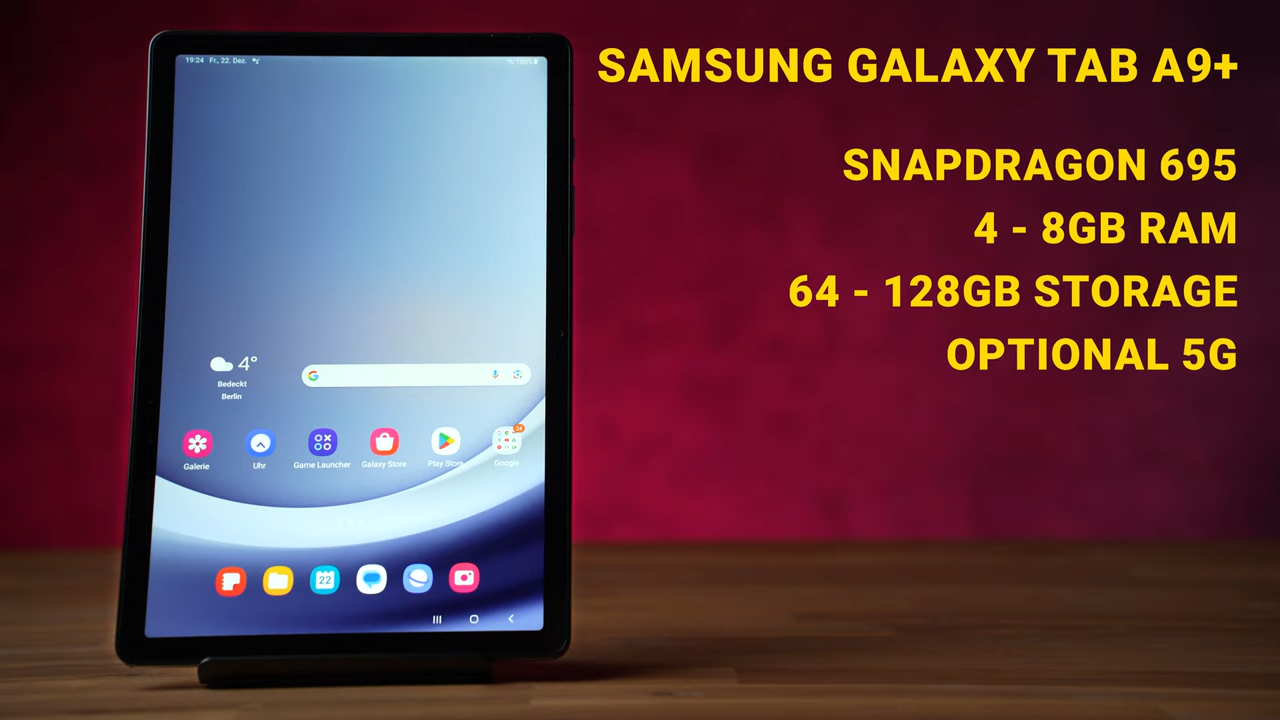 SAMSUNG GALAXY TAB A9+
SNAPDRAGON 695
4 - 8GB RAM
64 - 128GB STORAGE
OPTIONAL 5G
19:24 Fr., 22. Dez.
100%
4°
Bedeckt
Berlin
Galerie Uhr Game Launcher Galaxy Store Play Store Google
22